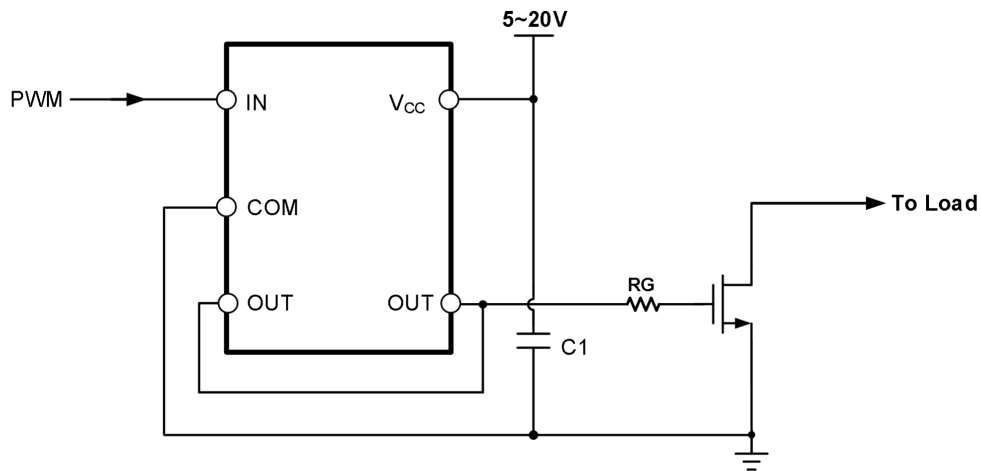 5~20V
PWM
IN
VCC
COM
To Load
RG
OUT
OUT
C1